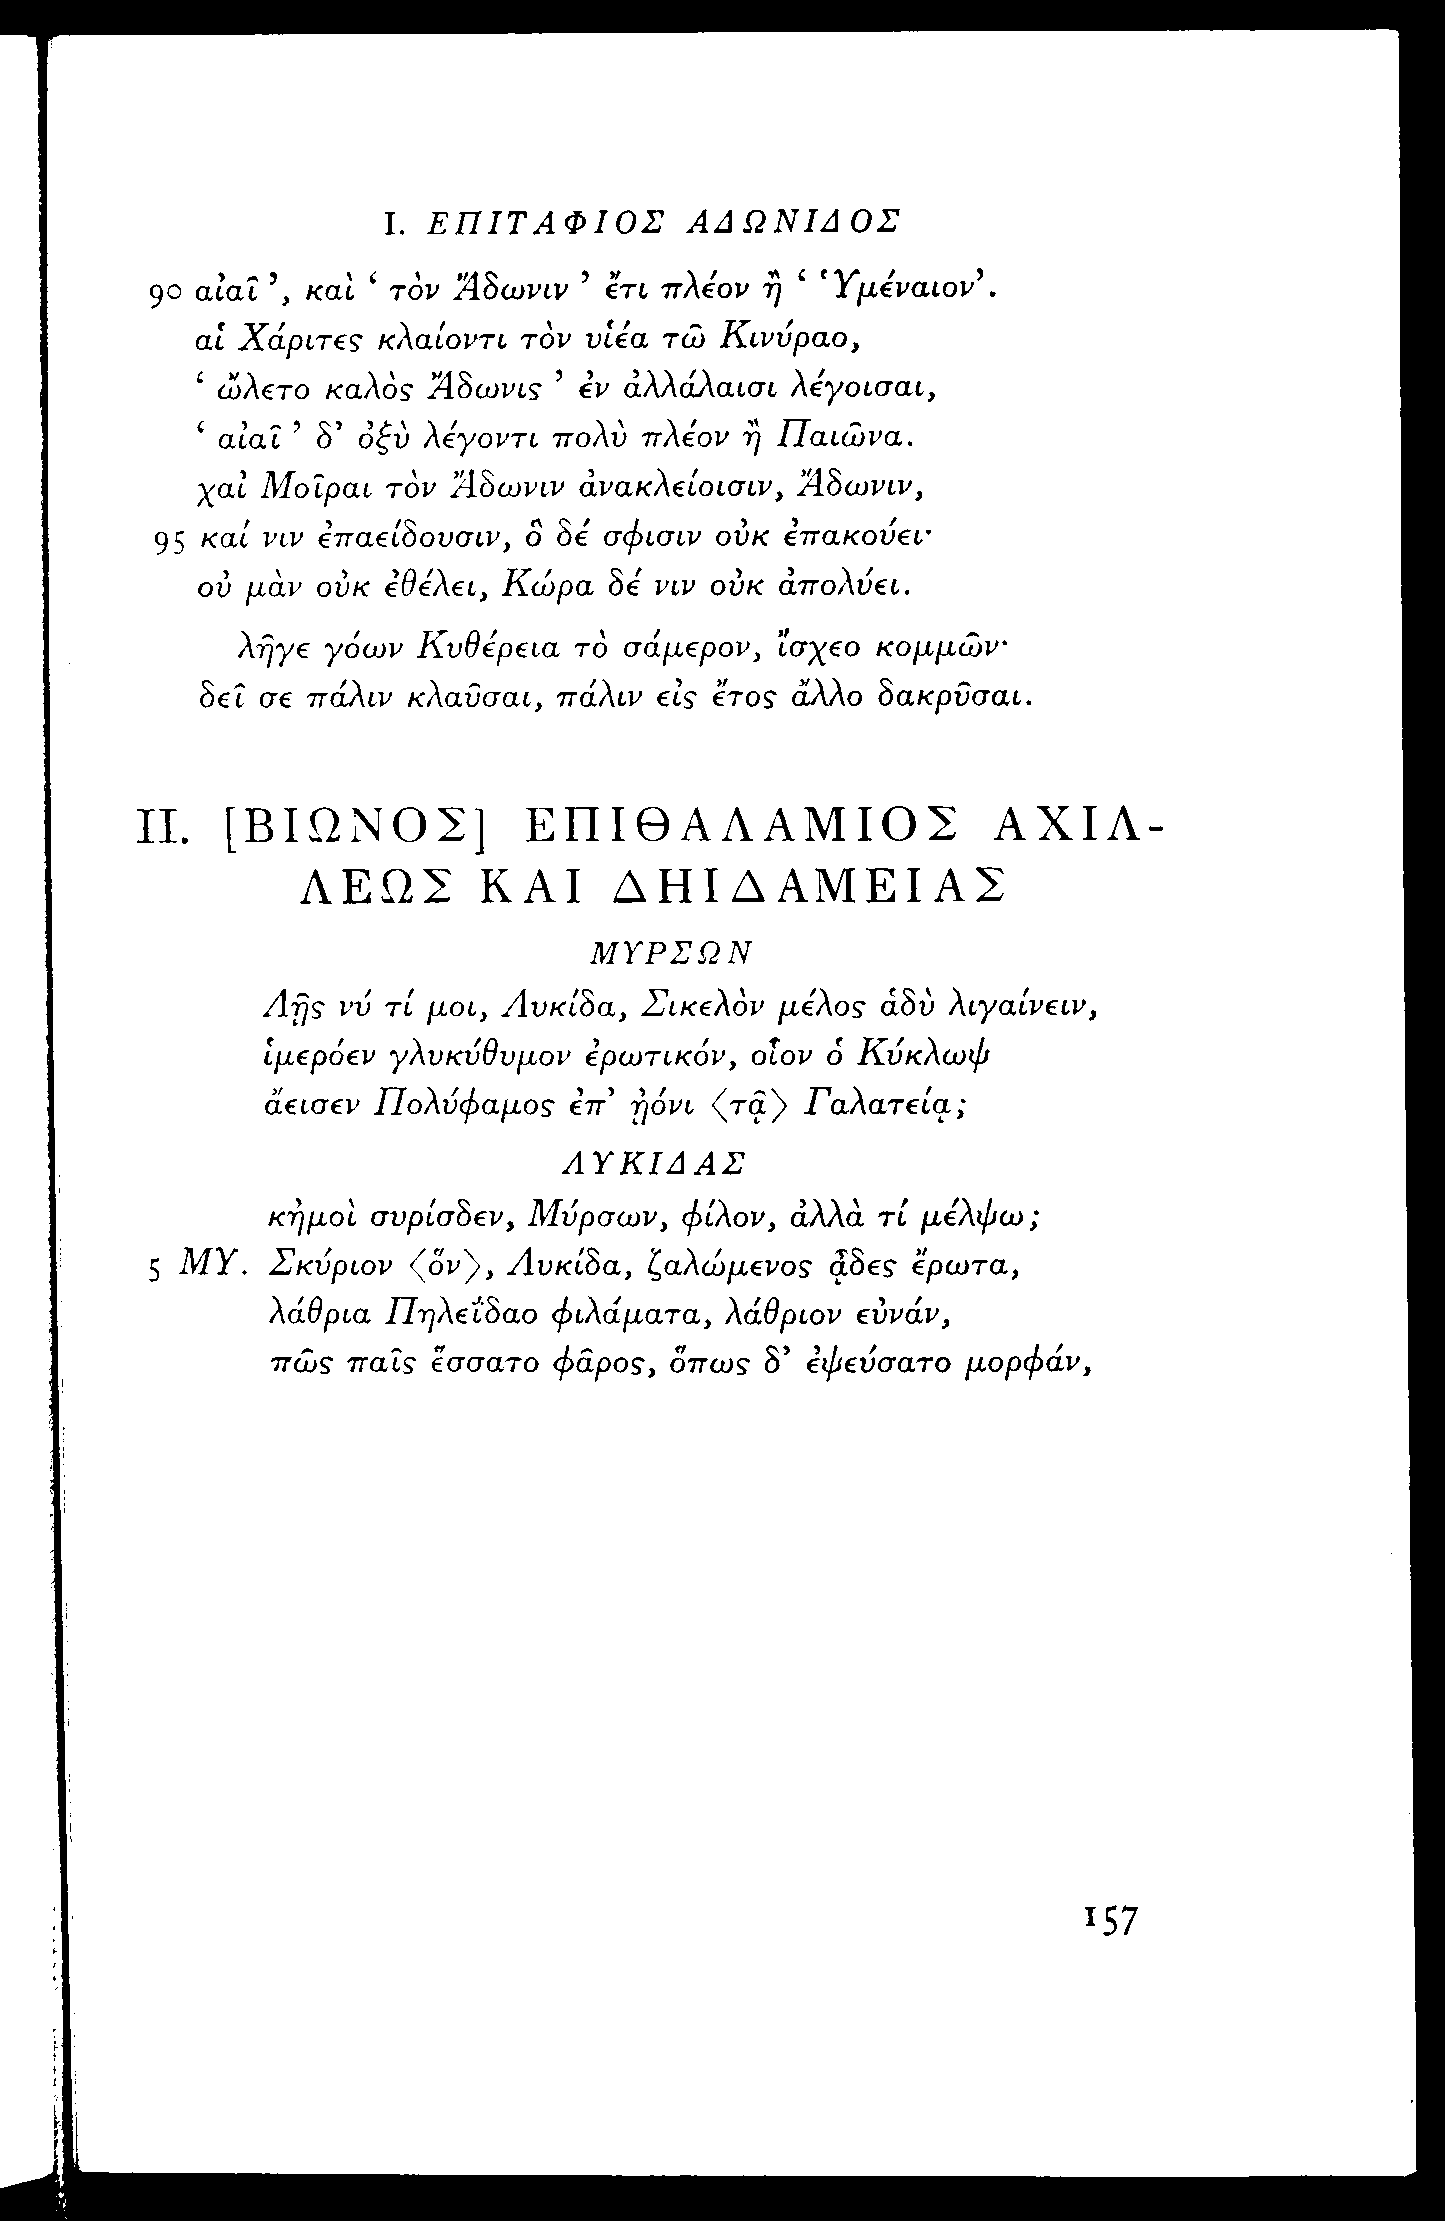 I. ΕΠΙΤΑΦΙΟΣ ΑΔΩΝΙΔΟΣ
90 αἰαῖ ’, καὶ ‘ τὸν Ἄδωνιν ’ ἔτι πλέον ἢ ‘ Ὑμέναιον’.
αἱ Χάριτες κλαίοντι τὸν υἱέα τῶ Κινύραο,
‘ ὤλετο καλὸς Ἄδωνις ’ ἐν ἀλλάλαισι λέγοισαι,
‘ αἰαῖ ’ δ’ ὀξὺ λέγοντι πολὺ πλέον ἢ Παιῶνα.
χαἰ Μοῖραι τὸν Ἄδωνιν ἀνακλείοισιν, Ἄδωνιν,
95 καί νιν ἐπαείδουσιν, ὃ δέ σφισιν οὐκ ἐπακούει·
οὐ μὰν οὐκ ἐθέλει, Κώρα δέ νιν οὐκ ἀπολύει.
λῆγε γόων Κυθέρεια τὸ σάμερον, ἴσχεο κομμῶν·
δεῖ σε πάλιν κλαῦσαι, πάλιν εἰς ἔτος ἄλλο δακρῦσαι.
II. [ΒΙΩΝΟΣ] ΕΠΙΘΑΛΑΜΙΟΣ ΑΧΙΛ-
ΛΕΩΣ ΚΑΙ ΔΗΙΔΑΜΕΙΑΣ
ΜΥΡΣΩΝ
Λῇς νύ τί μοι, Λυκίδα, Σικελὸν μέλος ἁδὺ λιγαίνειν,
ἱμερόεν γλυκύθυμον ἐρωτικόν, οἷον ὁ Κύκλωψ
ἄεισεν Πολύφαμος ἐπ’ ᾐόνι ⟨τᾷ⟩ Γαλατείᾳ;
ΛΥΚΙΔΑΣ
κἠμοὶ συρίσδεν, Μύρσων, φίλον, ἀλλὰ τί μέλψω;
5 ΜΥ. Σκύριον ⟨ὅν⟩, Λυκίδα, ζαλώμενος ᾆδες ἔρωτα,
λάθρια Πηλεΐδαο φιλάματα, λάθριον εὐνάν,
πῶς παῖς ἕσσατο φᾶρος, ὅπως δ’ ἐψεύσατο μορφάν,
157